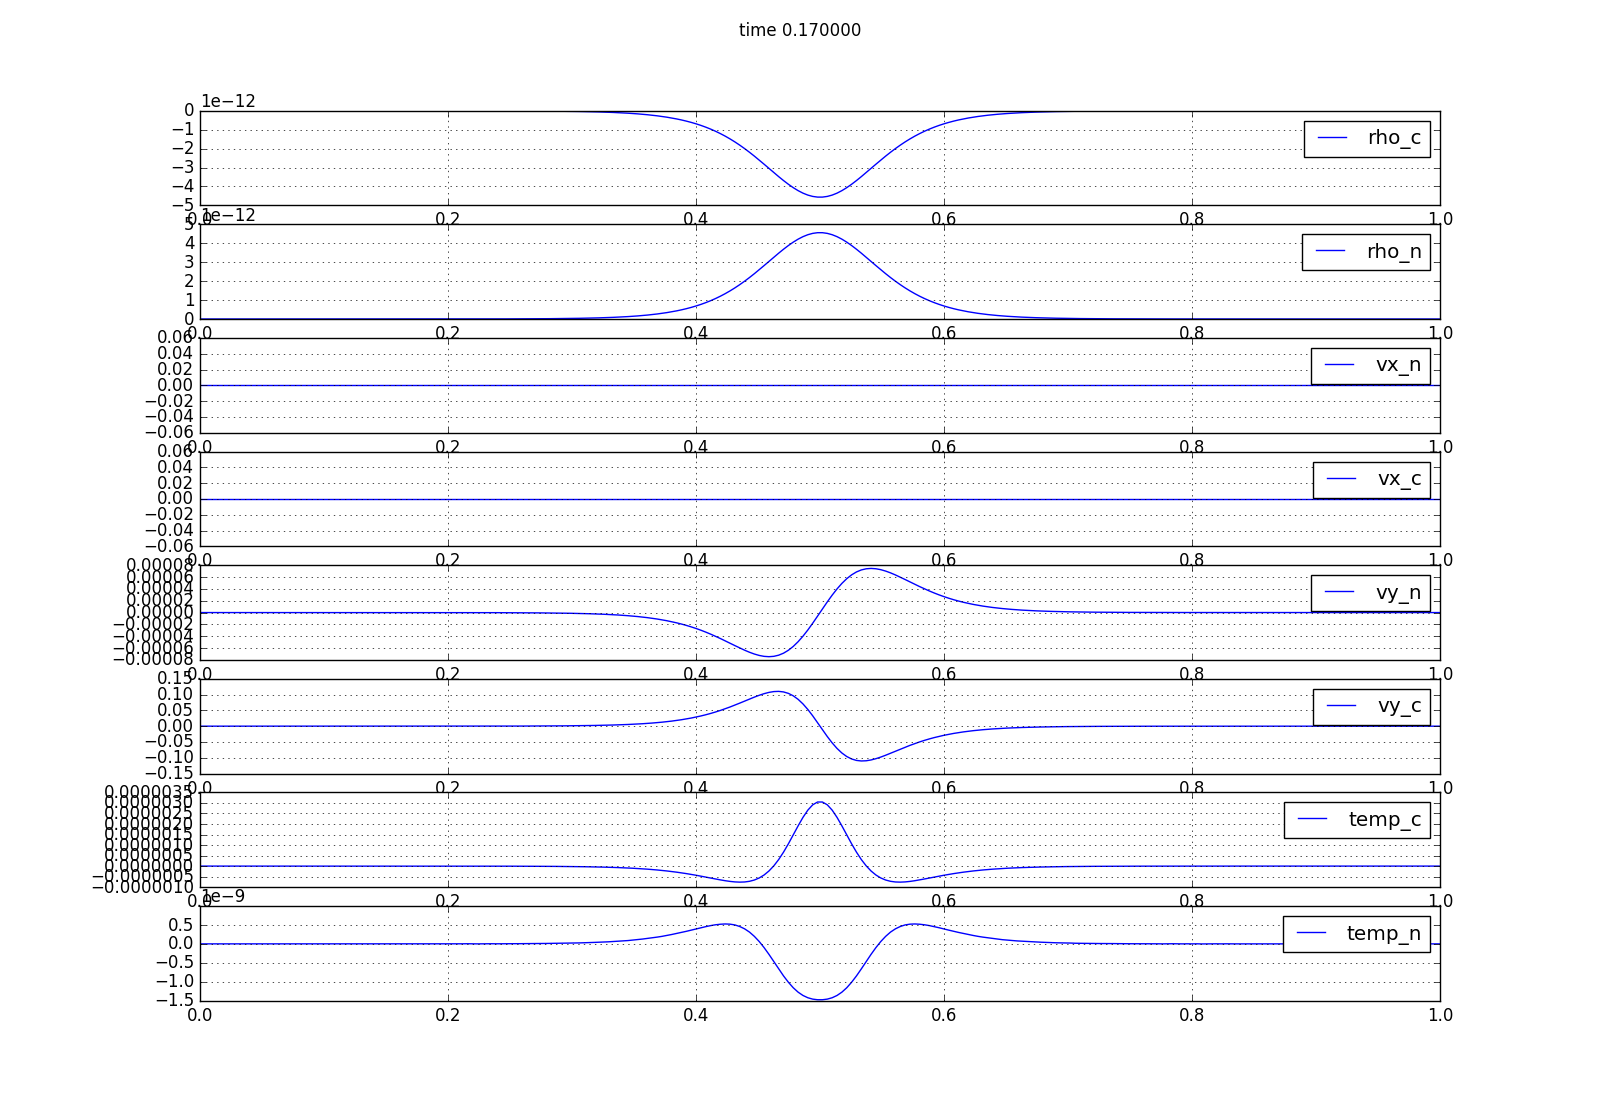 time 0.170000
1e−12
0
−1
−2
−3
−4
−5
rho_c
0.0 0.2 0.4 0.6 0.8 1.0
1e−12
5
4
3
2
1
0
rho_n
0.0 0.2 0.4 0.6 0.8 1.0
0.06
0.04
0.02
0.00
−0.02
−0.04
−0.06
vx_n
0.0 0.2 0.4 0.6 0.8 1.0
0.06
0.04
0.02
0.00
−0.02
−0.04
−0.06
vx_c
0.0 0.2 0.4 0.6 0.8 1.0
0.00008
0.00006
0.00004
0.00002
0.00000
−0.00002
−0.00004
−0.00006
−0.00008
vy_n
0.0 0.2 0.4 0.6 0.8 1.0
0.15
0.10
0.05
0.00
−0.05
−0.10
−0.15
vy_c
0.0 0.2 0.4 0.6 0.8 1.0
0.0000035
0.0000030
0.0000025
0.0000020
0.0000015
0.0000010
0.0000005
0.0000000
−0.0000005
−0.0000010
temp_c
0.0 0.2 0.4 0.6 0.8 1.0
1e−9
0.5
0.0
−0.5
−1.0
−1.5
temp_n
0.0 0.2 0.4 0.6 0.8 1.0